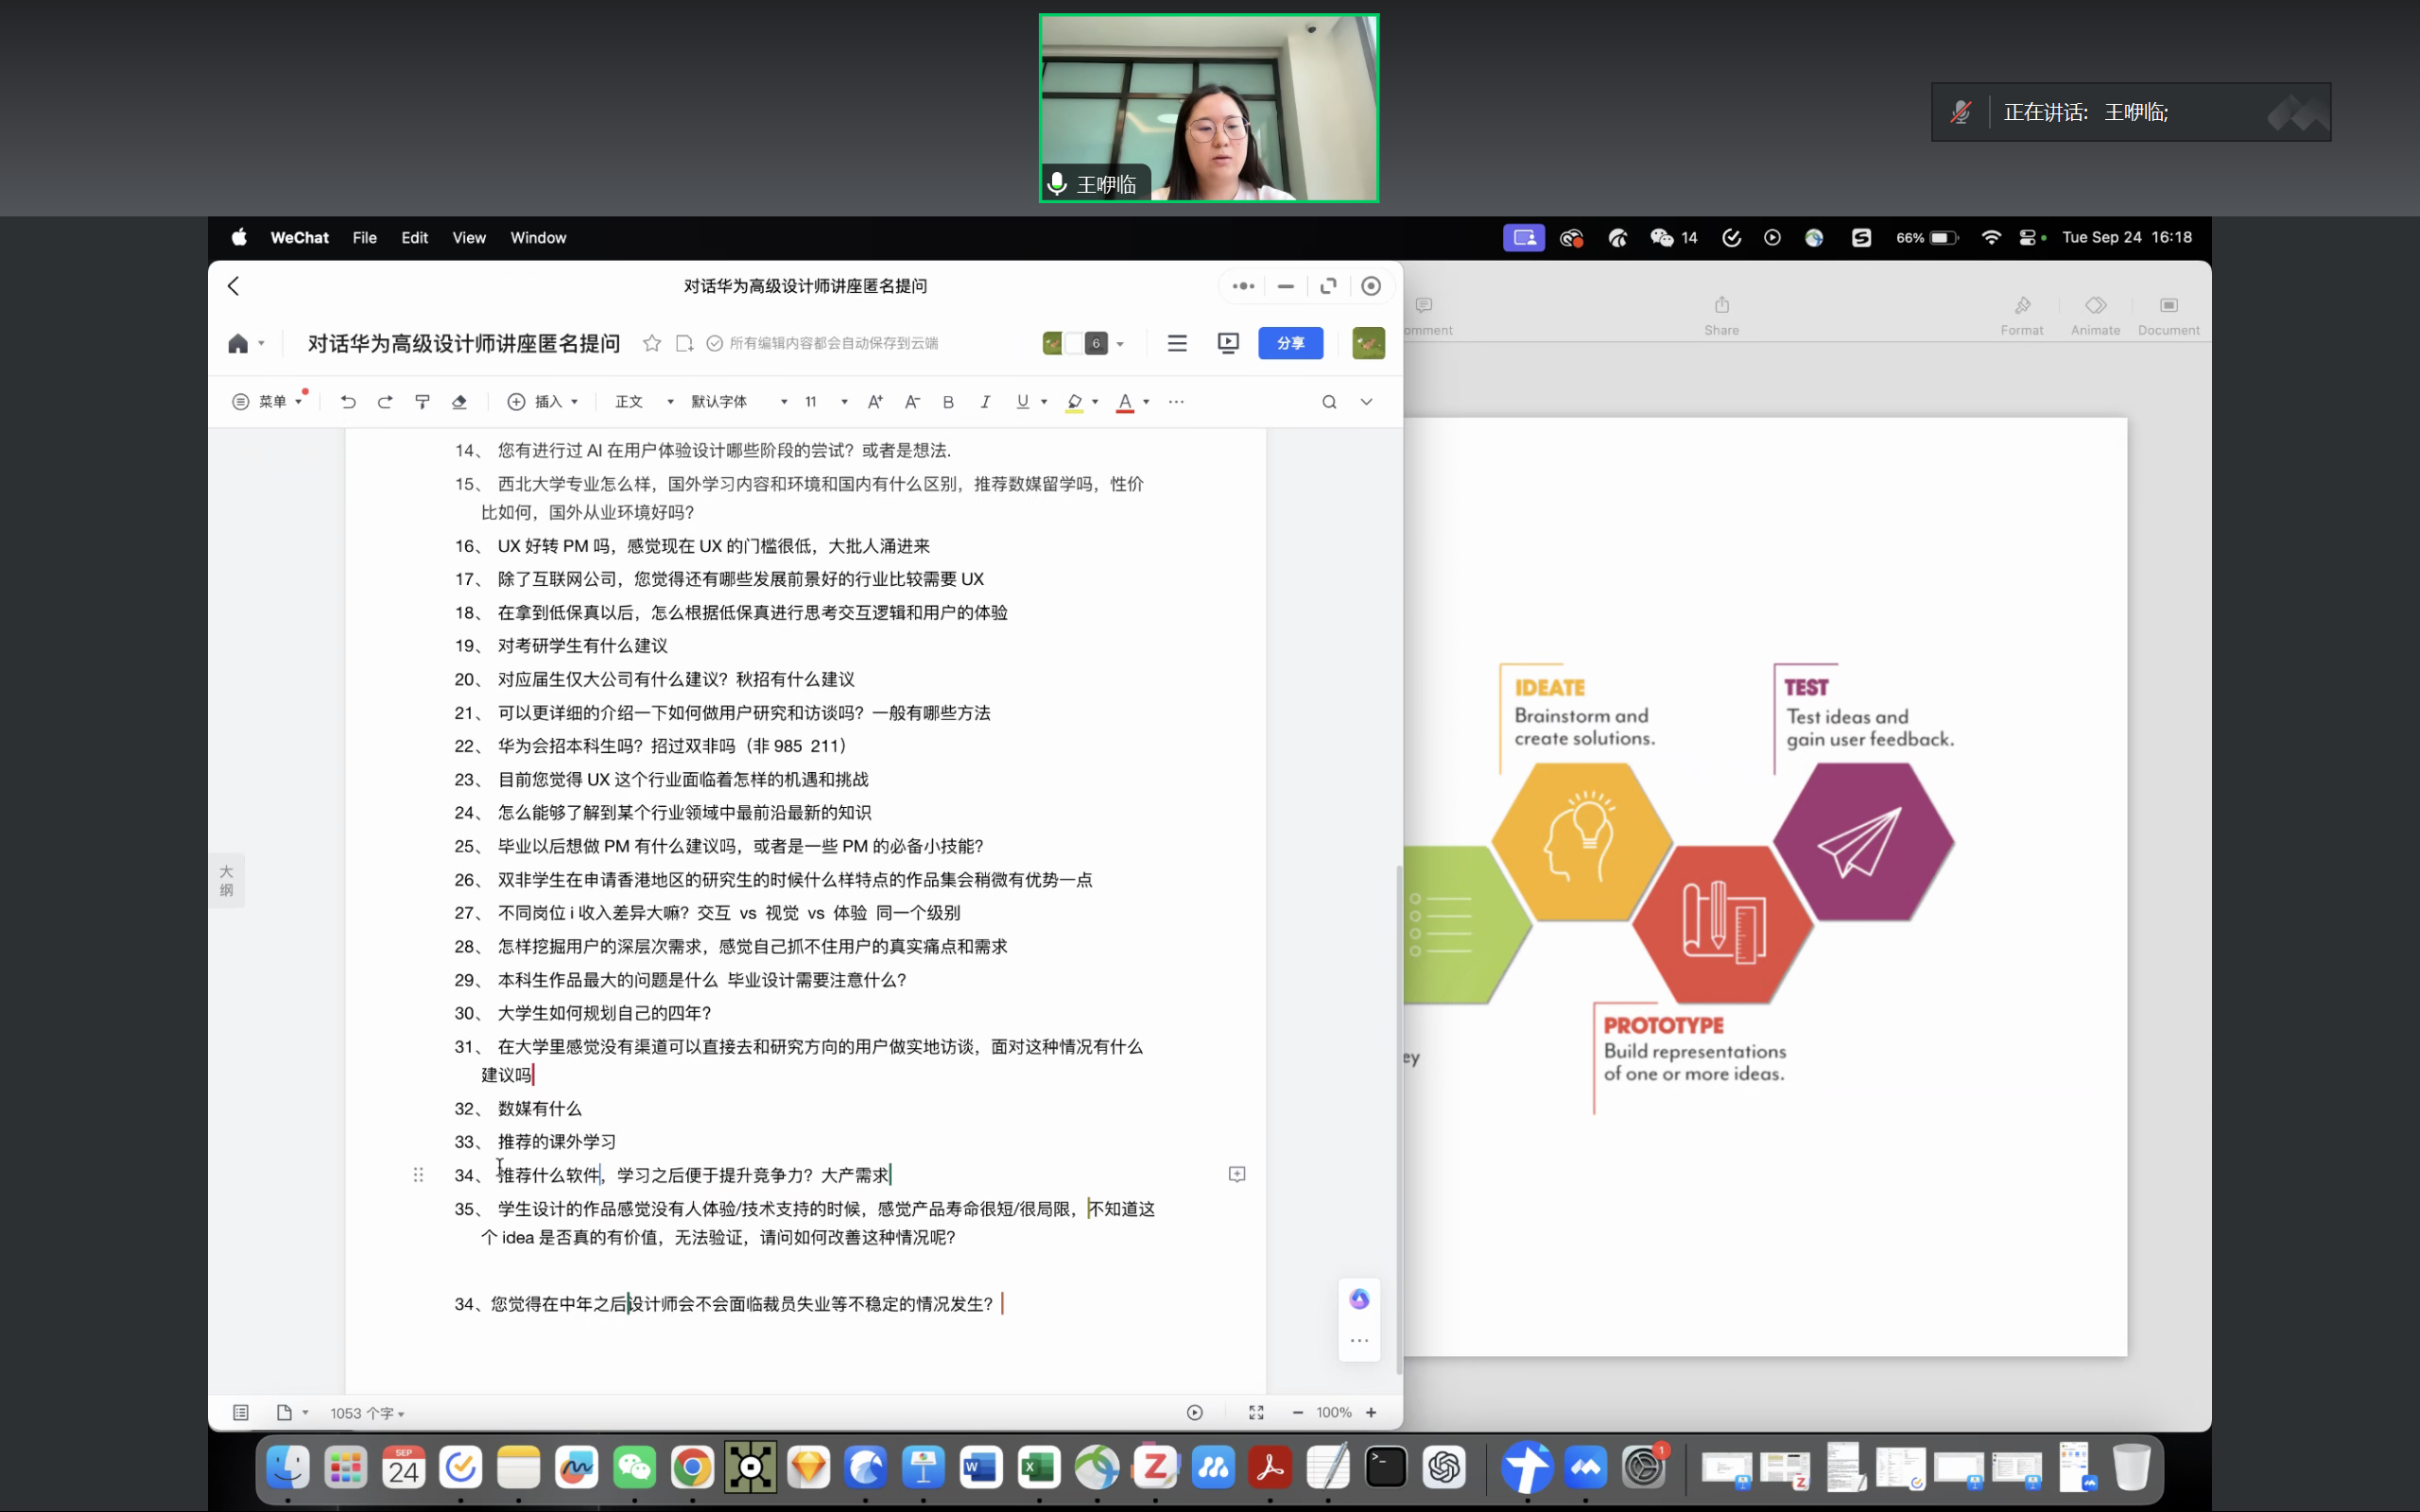 王咿临
正在讲话: 王咿临;
WeChat File Edit View Window
14
66%
Tue Sep 24 16:18
对话华为高级设计师讲座匿名提问
对话华为高级设计师讲座匿名提问
所有编辑内容都会自动保存到云端
6
分享
omment
Share
Format
Animate
Document
菜单
插入
正文
默认字体
11
14、 您有进行过 AI 在用户体验设计哪些阶段的尝试？或者是想法.
15、 西北大学专业怎么样，国外学习内容和环境和国内有什么区别，推荐数媒留学吗，性价
比如何，国外从业环境好吗？
16、 UX 好转 PM 吗，感觉现在 UX 的门槛很低，大批人涌进来
17、 除了互联网公司，您觉得还有哪些发展前景好的行业比较需要 UX
18、 在拿到低保真以后，怎么根据低保真进行思考交互逻辑和用户的体验
19、 对考研学生有什么建议
20、 对应届生仅大公司有什么建议？秋招有什么建议
21、 可以更详细的介绍一下如何做用户研究和访谈吗？一般有哪些方法
22、 华为会招本科生吗？招过双非吗（非 985 211）
23、 目前您觉得 UX 这个行业面临着怎样的机遇和挑战
24、 怎么能够了解到某个行业领域中最前沿最新的知识
25、 毕业以后想做 PM 有什么建议吗，或者是一些 PM 的必备小技能？
26、 双非学生在申请香港地区的研究生的时候什么样特点的作品集会稍微有优势一点
27、 不同岗位 i 收入差异大嘛？交互 vs 视觉 vs 体验 同一个级别
28、 怎样挖掘用户的深层次需求，感觉自己抓不住用户的真实痛点和需求
29、 本科生作品最大的问题是什么 毕业设计需要注意什么？
30、 大学生如何规划自己的四年？
31、 在大学里感觉没有渠道可以直接去和研究方向的用户做实地访谈，面对这种情况有什么
建议吗
32、 数媒有什么
33、 推荐的课外学习
34、 推荐什么软件，学习之后便于提升竞争力？大产需求
35、 学生设计的作品感觉没有人体验/技术支持的时候，感觉产品寿命很短/很局限，不知道这
个 idea 是否真的有价值，无法验证，请问如何改善这种情况呢？
34、您觉得在中年之后设计师会不会面临裁员失业等不稳定的情况发生？
大
纲
1053 个字
100%
IDEATE
Brainstorm and
create solutions.
TEST
Test ideas and
gain user feedback.
PROTOTYPE
Build representations
of one or more ideas.
ey
SEP
24
1